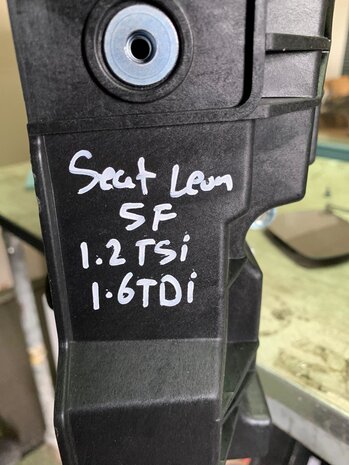 Seat Leon
5F
1.2 TSi
1.6TDi